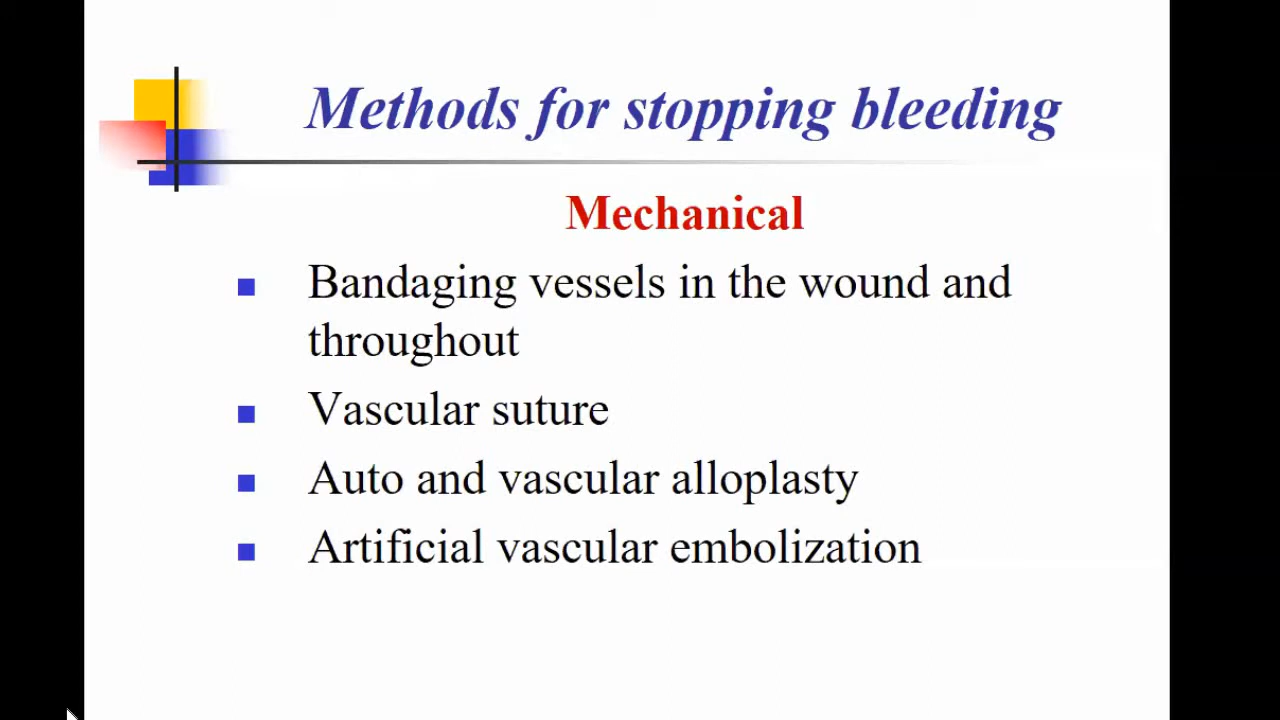 Methods for stopping bleeding
Mechanical
Bandaging vessels in the wound and
throughout
Vascular suture
Auto and vascular alloplasty
Artificial vascular embolization